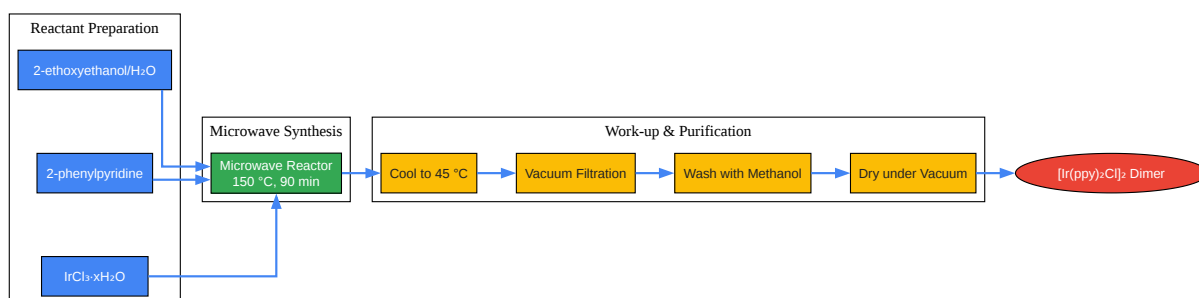 Reactant Preparation
2-ethoxyethanol/H₂O
2-phenylpyridine
IrCl₃·xH₂O
Microwave Synthesis
Microwave Reactor
150 °C, 90 min
Work-up & Purification
Cool to 45 °C
Vacuum Filtration
Wash with Methanol
Dry under Vacuum
[Ir(ppy)₂Cl]₂ Dimer